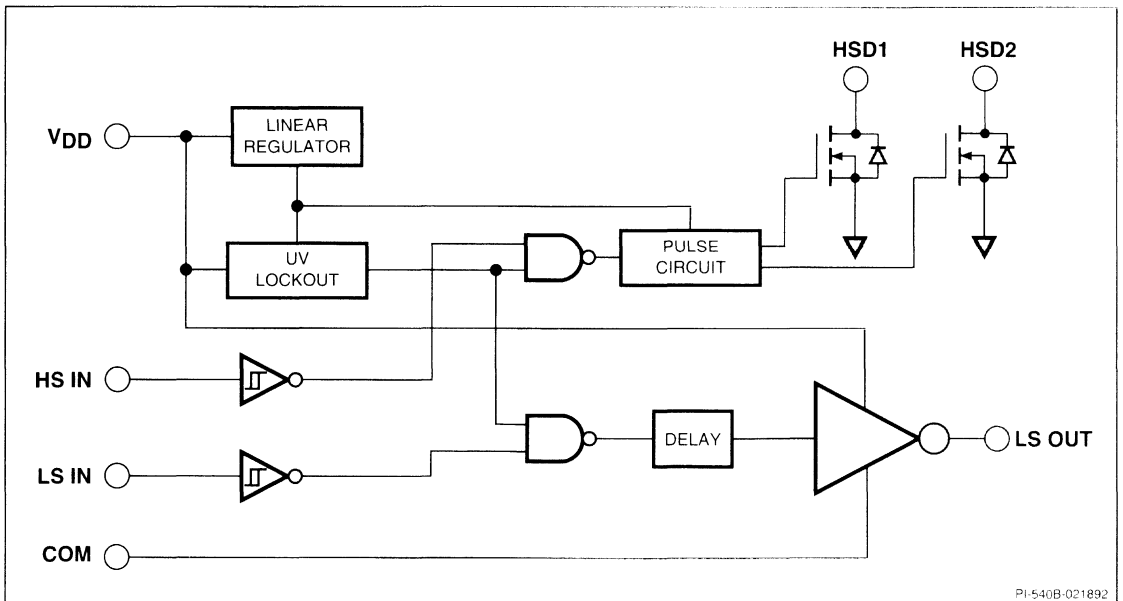 HSD1
HSD2
VDD
LINEAR
REGULATOR
UV
LOCKOUT
PULSE
CIRCUIT
HS IN
LS IN
DELAY
LS OUT
COM
PI-540B-021892